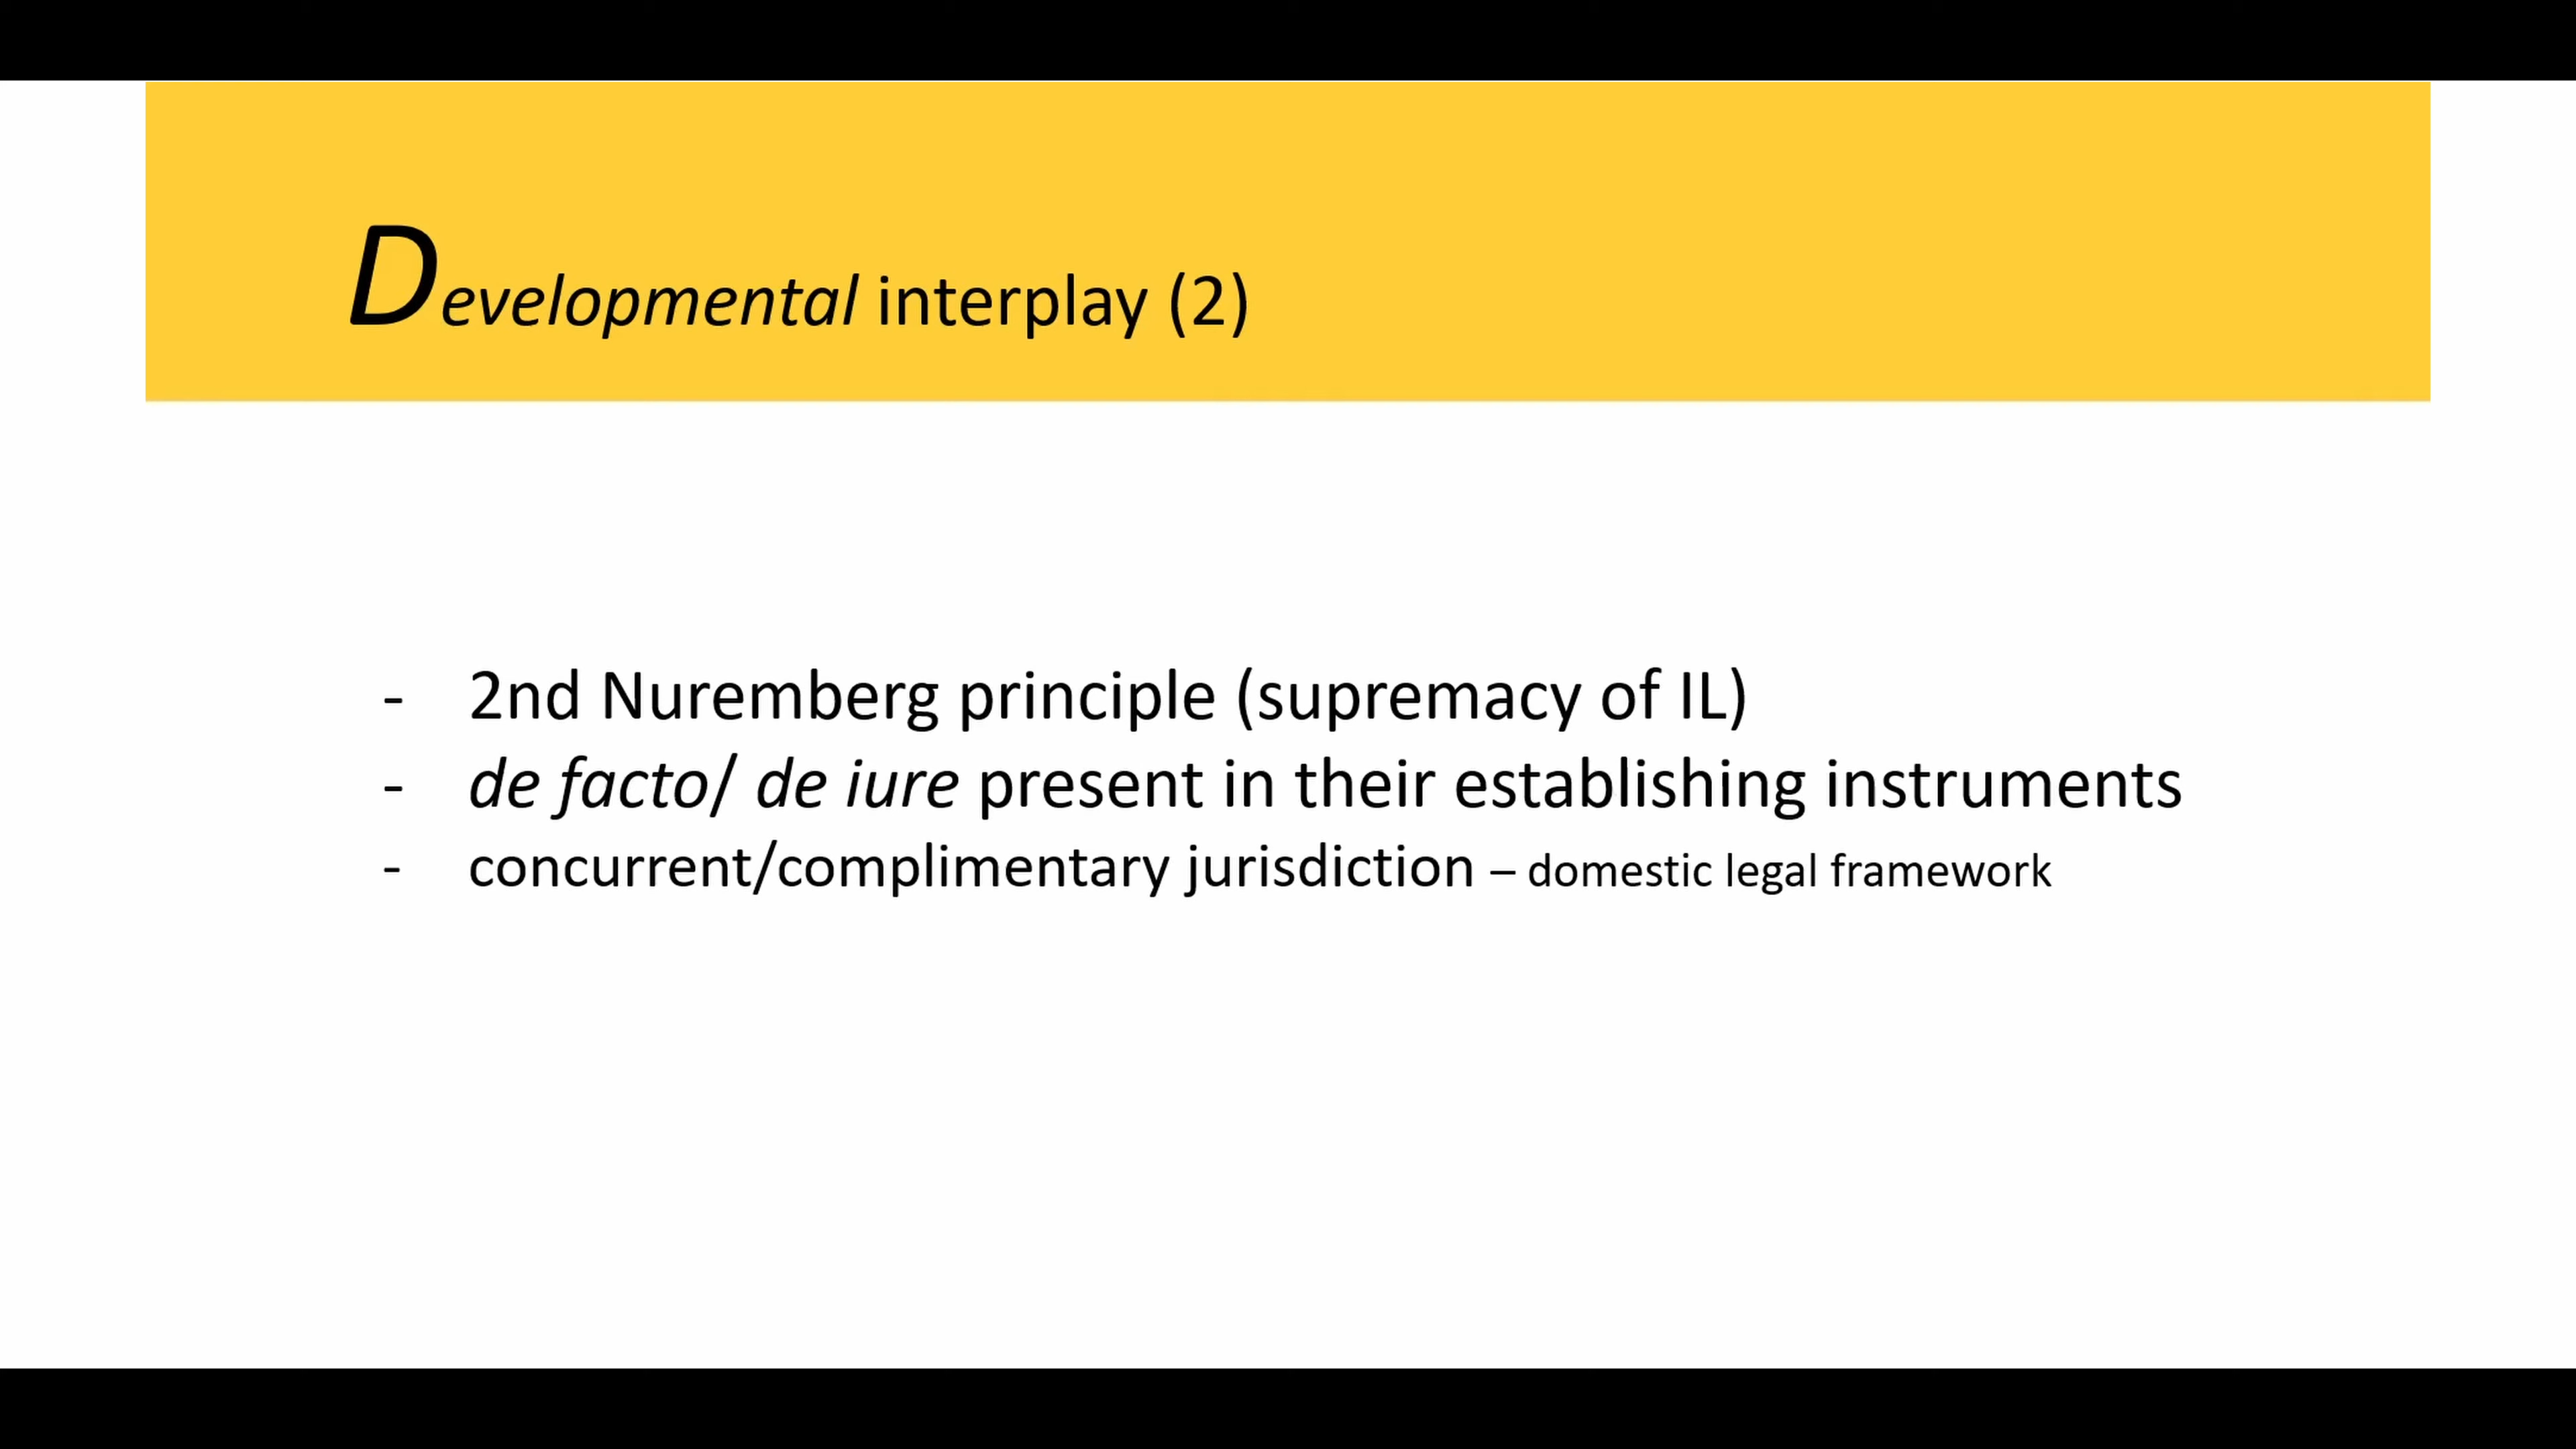 Developmental interplay (2)
- 2nd Nuremberg principle (supremacy of IL)
- de facto/ de iure present in their establishing instruments
- concurrent/complimentary jurisdiction – domestic legal framework